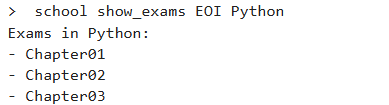 >  school show_exams EOI Python
Exams in Python:
- Chapter01
- Chapter02
- Chapter03